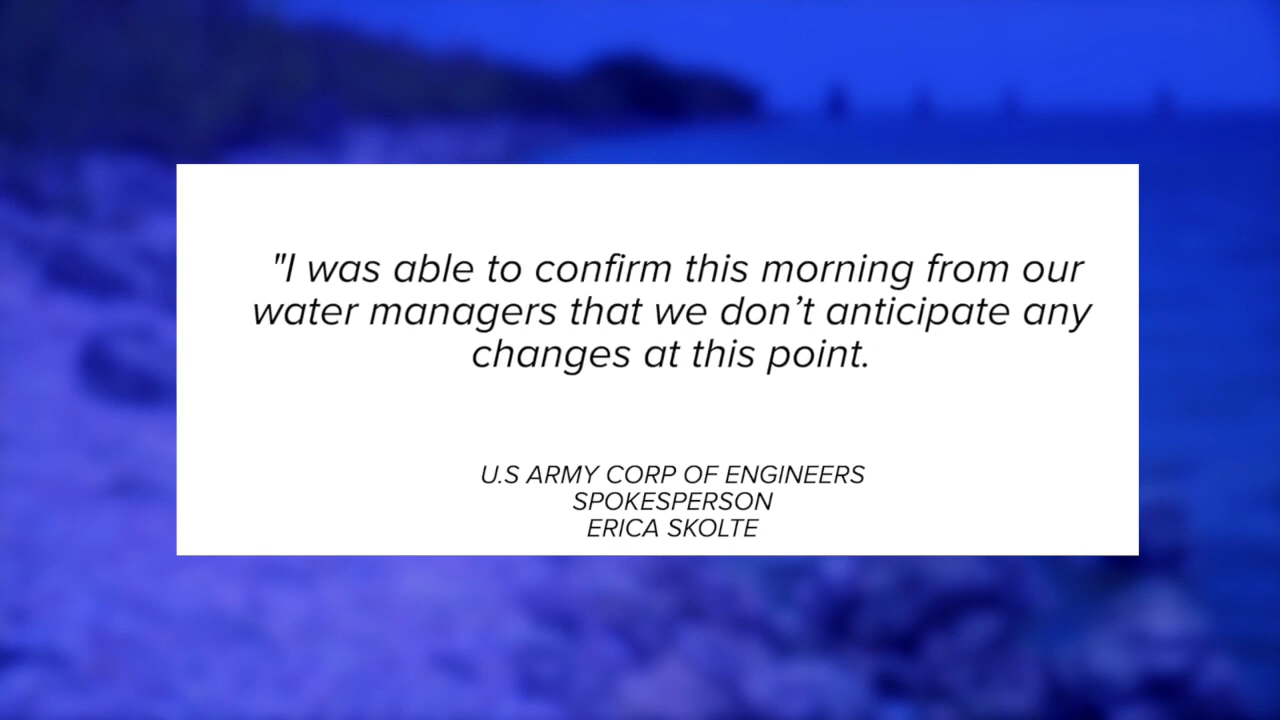 "I was able to confirm this morning from our
water managers that we don’t anticipate any
changes at this point.
U.S ARMY CORP OF ENGINEERS
SPOKESPERSON
ERICA SKOLTE